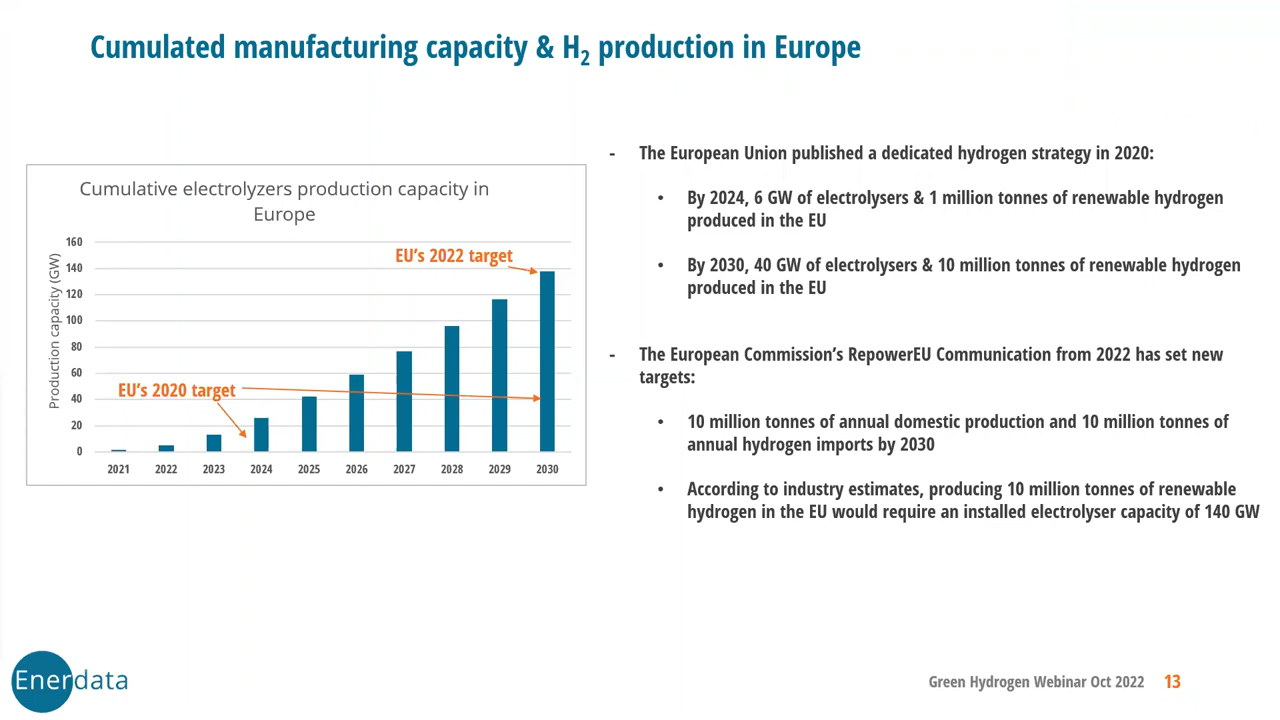 Cumulated manufacturing capacity & H2 production in Europe
Cumulative electrolyzers production capacity in
Europe
Production capacity (GW)
160
140
120
100
80
60
40
20
0
EU's 2022 target
EU's 2020 target
2021 2022 2023 2024 2025 2026 2027 2028 2029 2030
- The European Union published a dedicated hydrogen strategy in 2020:
• By 2024, 6 GW of electrolysers & 1 million tonnes of renewable hydrogen
produced in the EU
• By 2030, 40 GW of electrolysers & 10 million tonnes of renewable hydrogen
produced in the EU
- The European Commission's RepowerEU Communication from 2022 has set new
targets:
• 10 million tonnes of annual domestic production and 10 million tonnes of
annual hydrogen imports by 2030
• According to industry estimates, producing 10 million tonnes of renewable
hydrogen in the EU would require an installed electrolyser capacity of 140 GW
Enerdata
Green Hydrogen Webinar Oct 2022 13